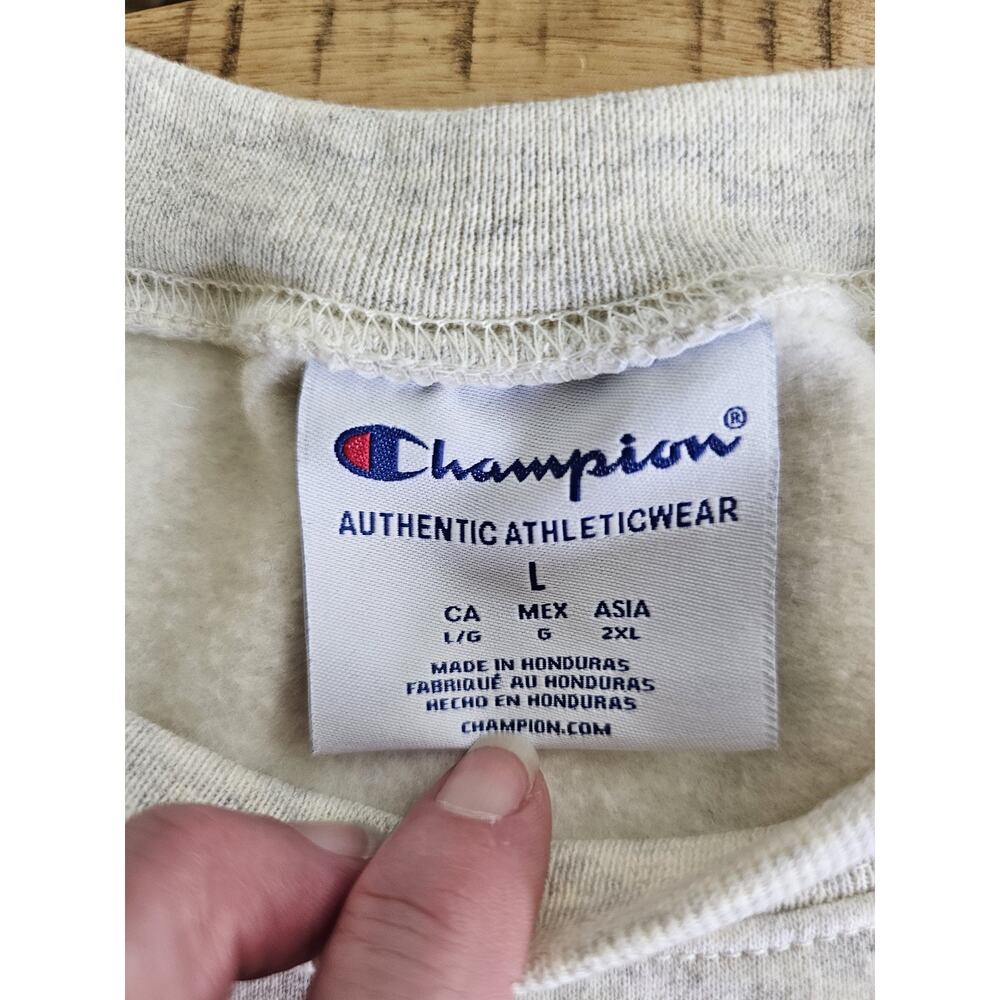 Champion®
AUTHENTIC ATHLETICWEAR
L
CA MEX ASIA
L/G G 2XL
MADE IN HONDURAS
FABRIQUÉ AU HONDURAS
HECHO EN HONDURAS
CHAMPION.COM